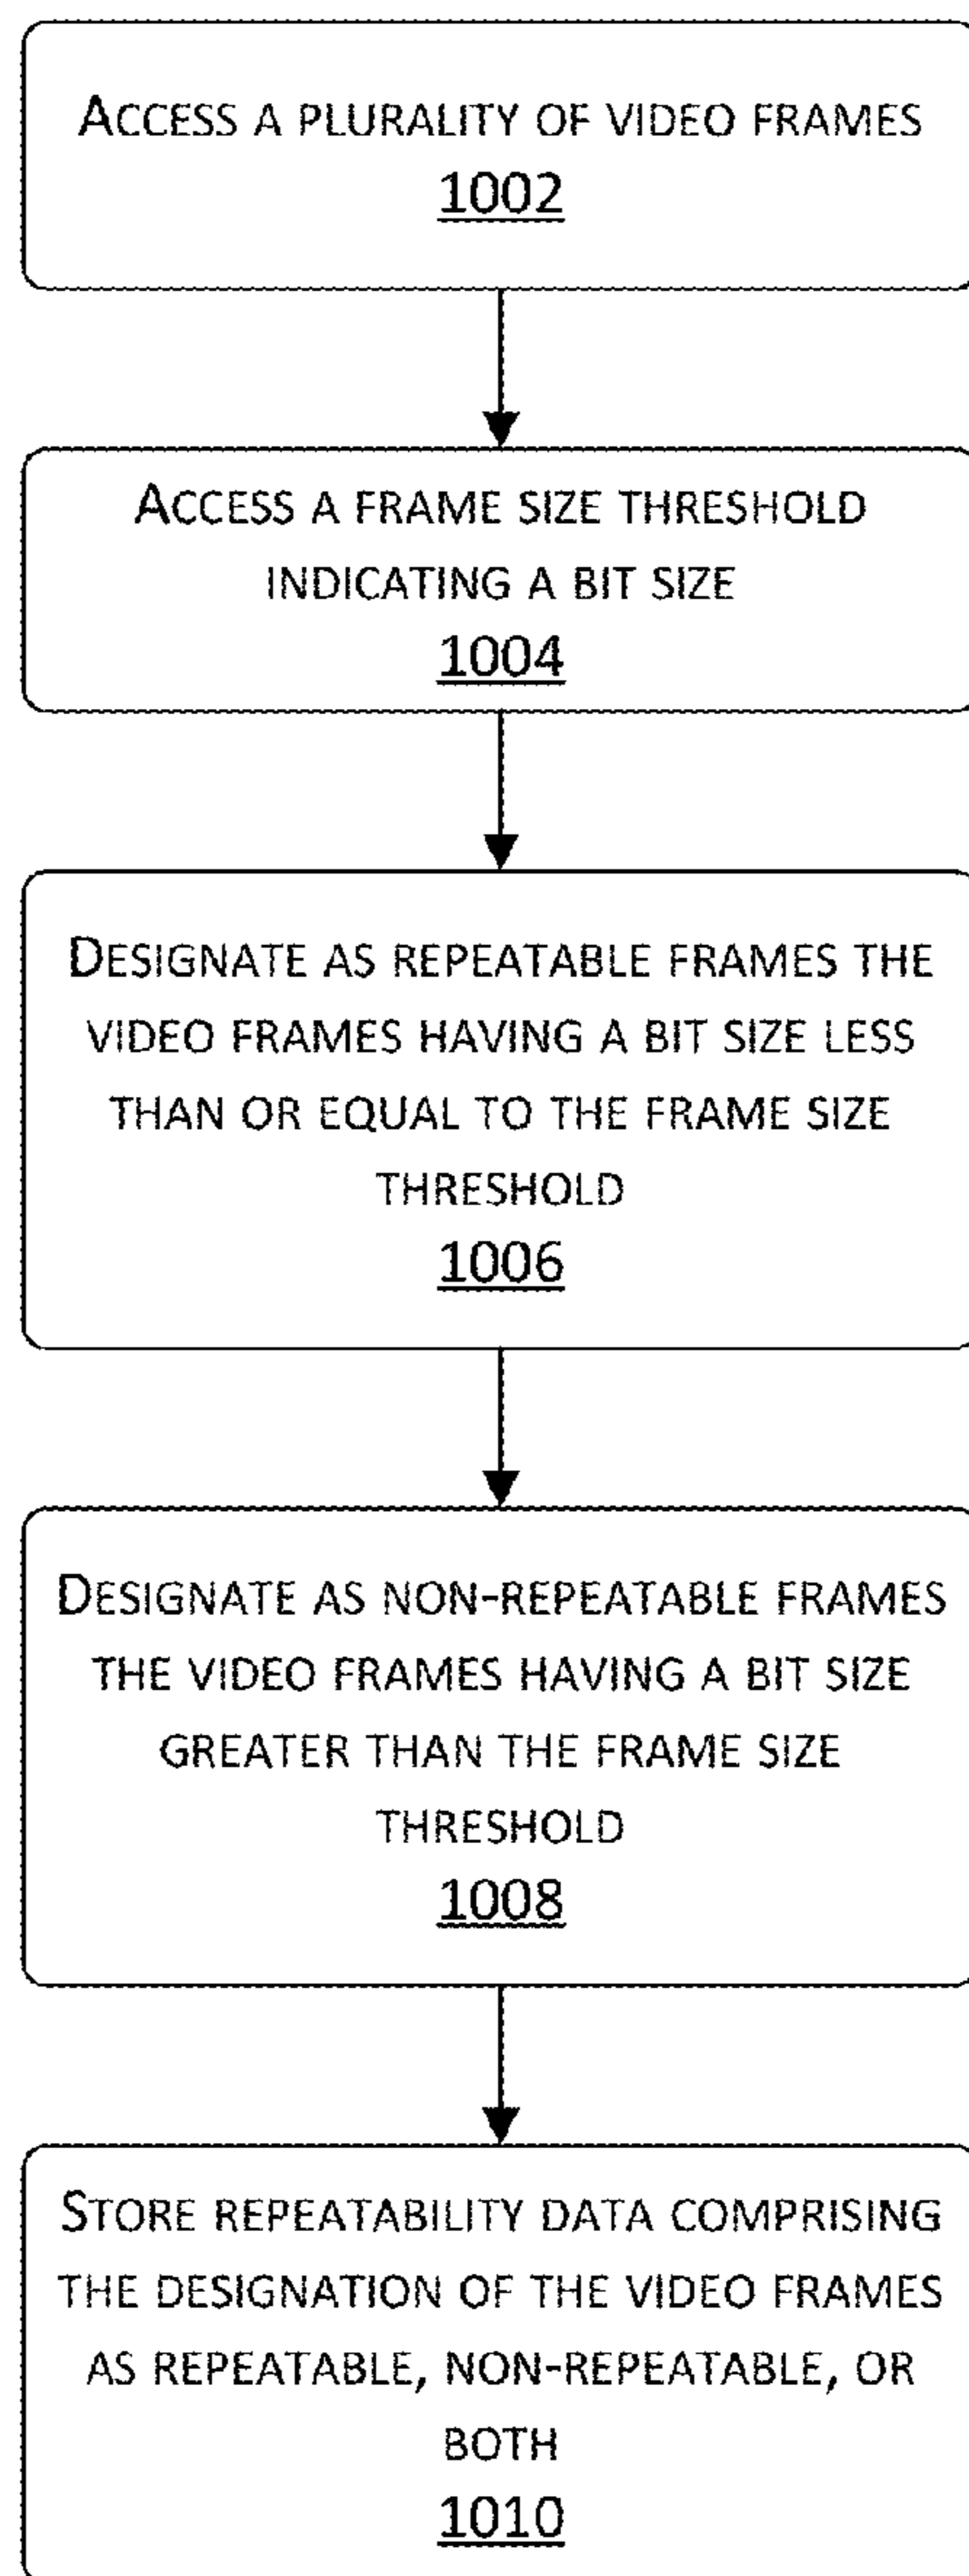 ACCESS A PLURALITY OF VIDEO FRAMES
1002
ACCESS A FRAME SIZE THRESHOLD
INDICATING A BIT SIZE
1004
DESIGNATE AS REPEATABLE FRAMES THE
VIDEO FRAMES HAVING A BIT SIZE LESS
THAN OR EQUAL TO THE FRAME SIZE
THRESHOLD
1006
DESIGNATE AS NON-REPEATABLE FRAMES
THE VIDEO FRAMES HAVING A BIT SIZE
GREATER THAN THE FRAME SIZE
THRESHOLD
1008
STORE REPEATABILITY DATA COMPRISING
THE DESIGNATION OF THE VIDEO FRAMES
AS REPEATABLE, NON-REPEATABLE, OR
BOTH
1010